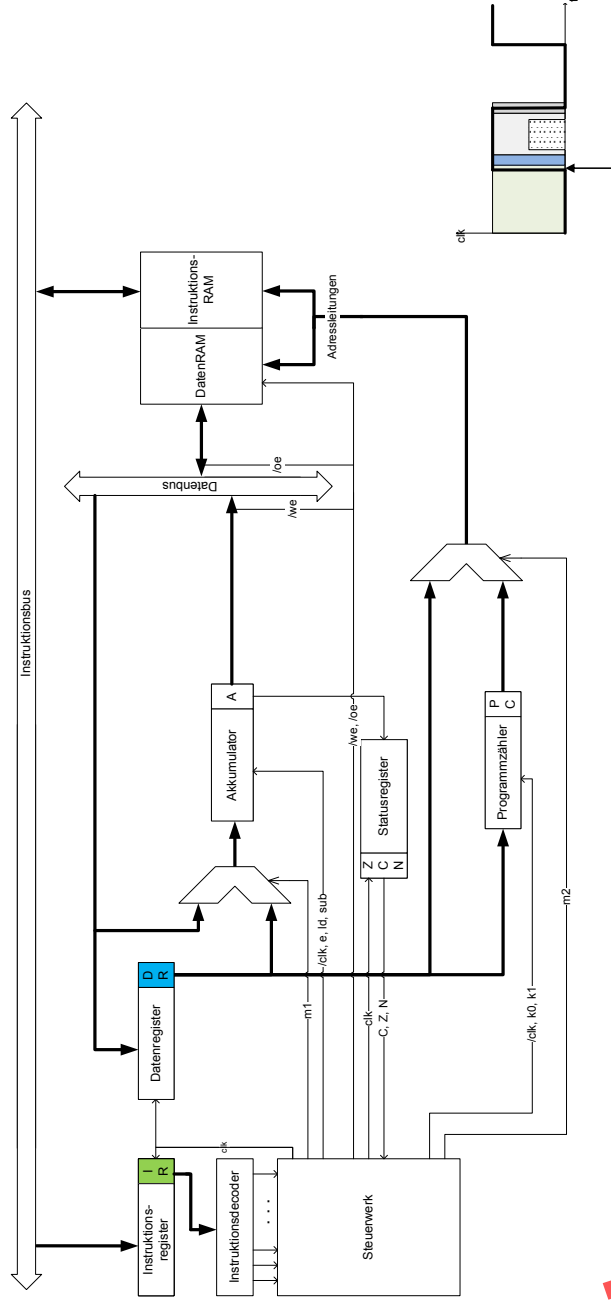 Instruktionsbus
Instruktions-
register
I
R
Datenregister
D
R
Instruktionsdecoder
. . .
clk
Steuerwerk
m1
/clk, e, ld, sub
/we, /oe
clk
C, Z, N
/clk, k0, k1
m2
Akkumulator
A
Statusregister
Z
C
N
Programmzähler
P
C
Datenbus
/we
/oe
DatenRAM
Instruktions-
RAM
Adressleitungen
clk